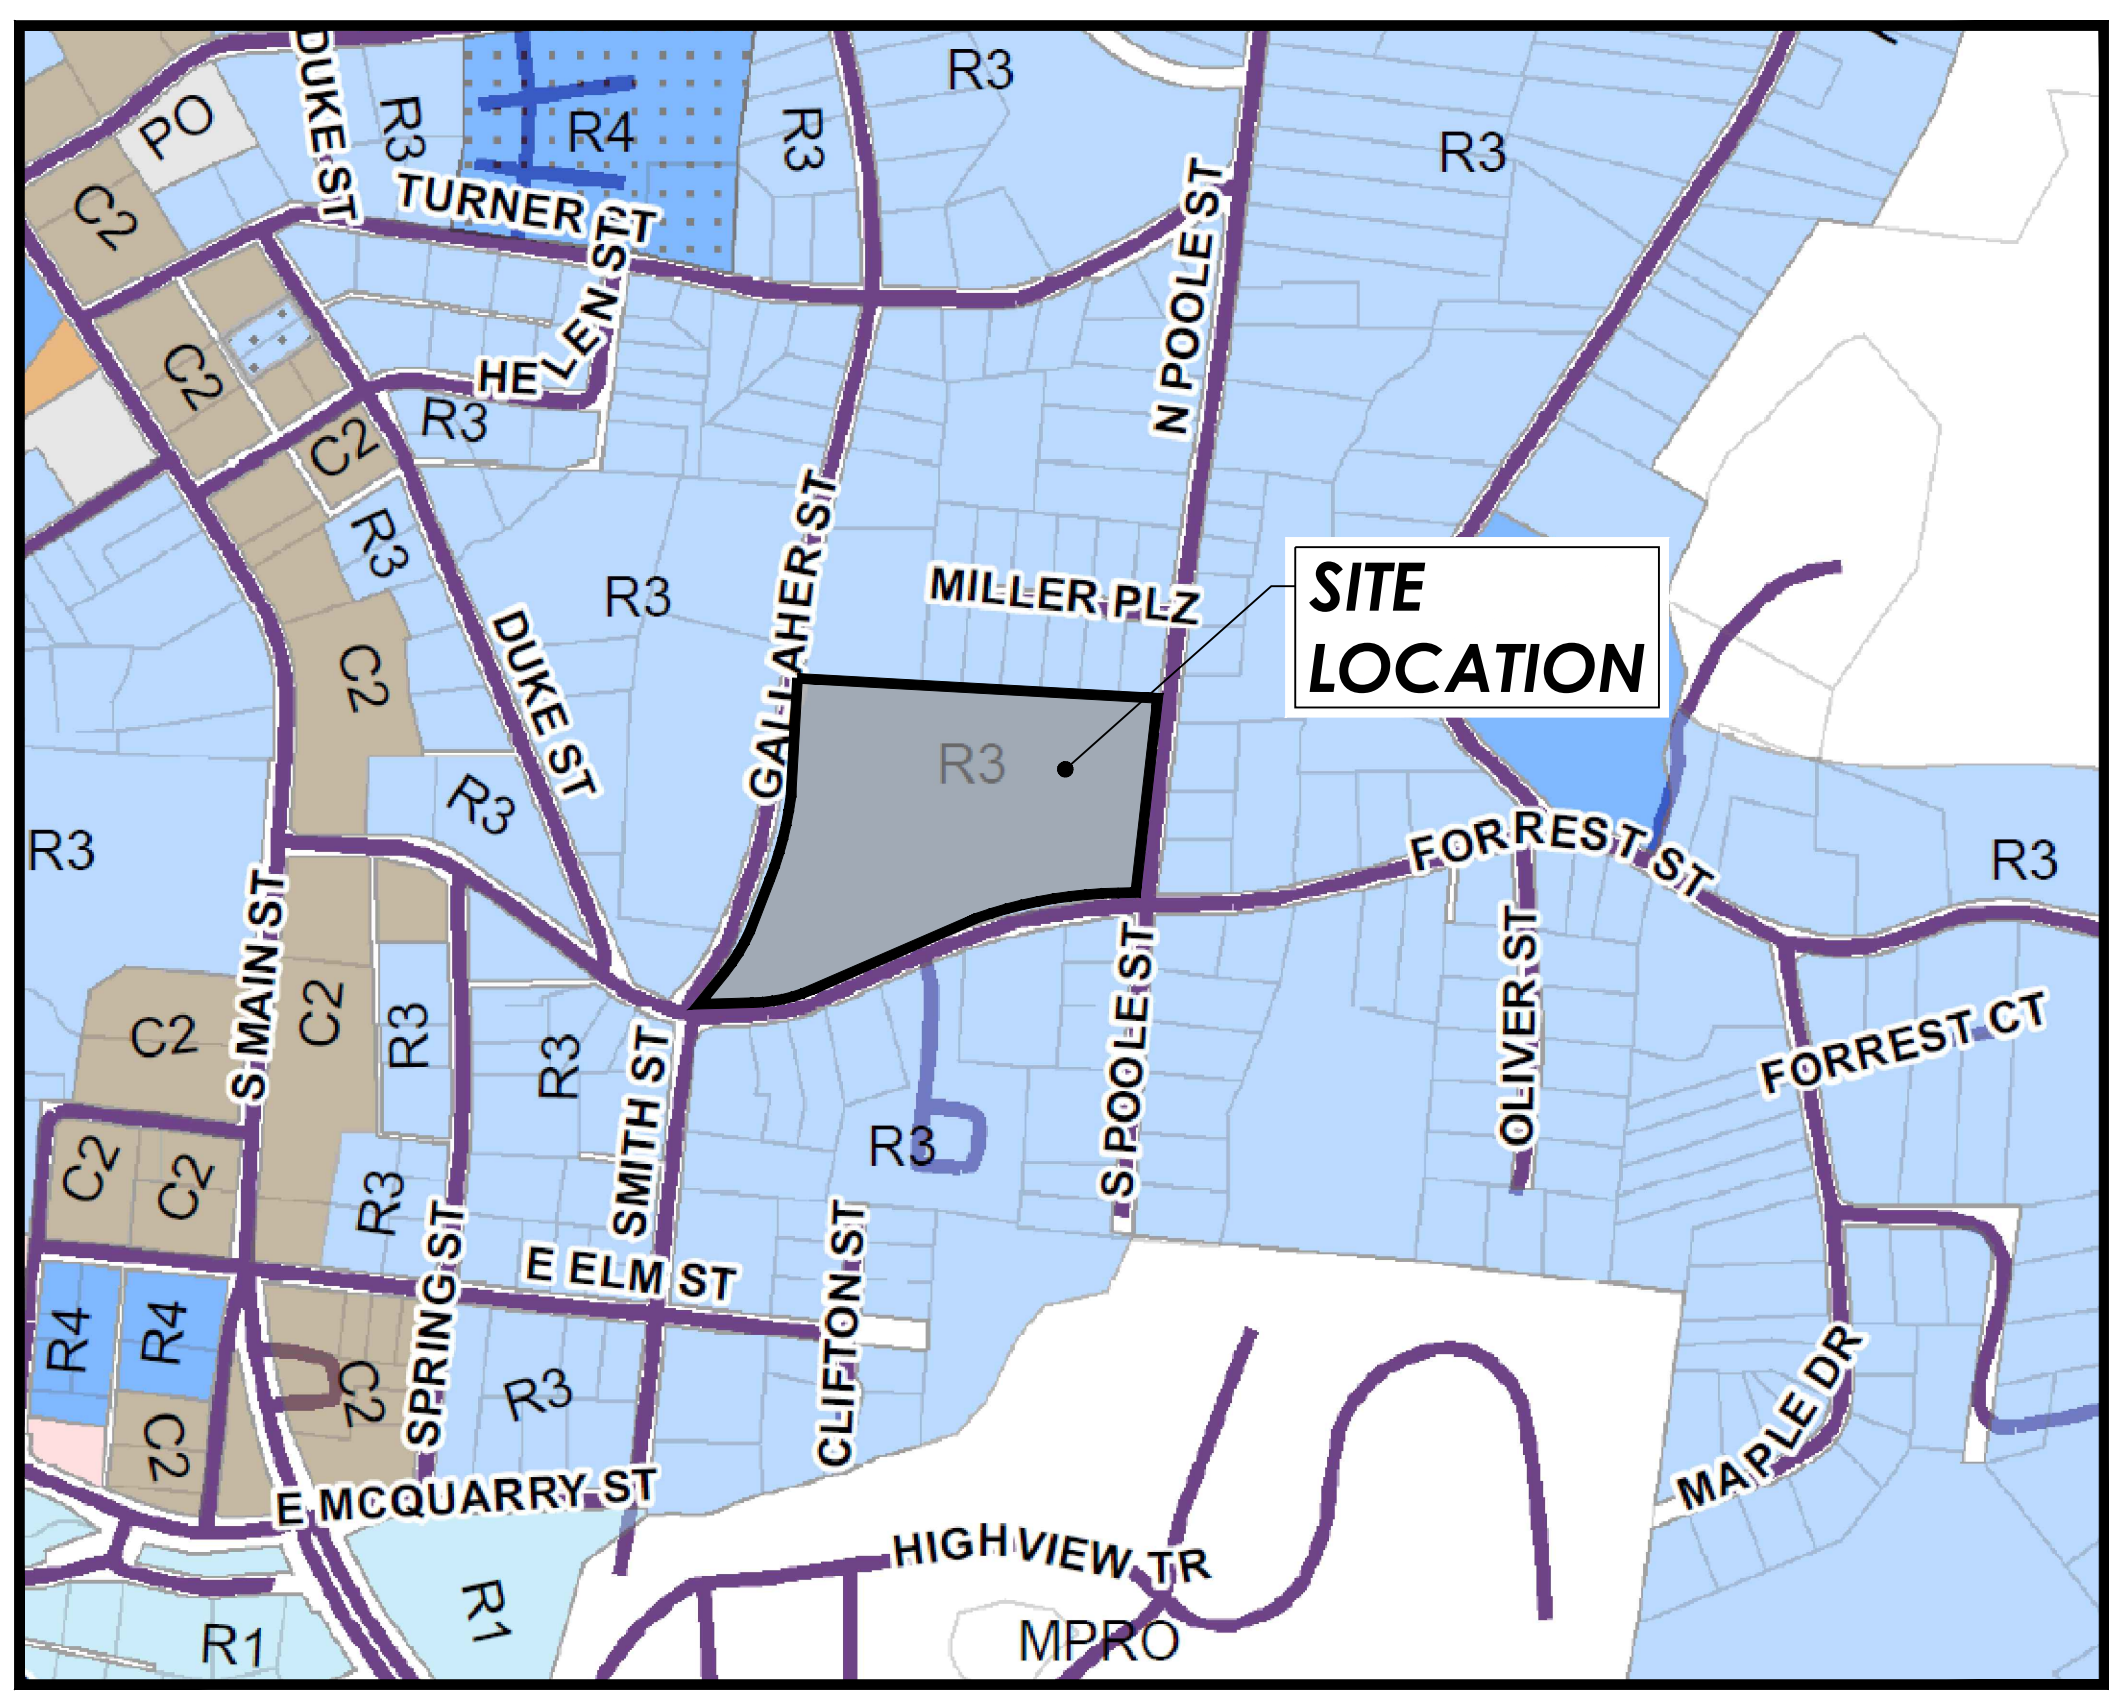 DUKE ST
R3
R3
PO
R3
R4
R3
R3
C2
TURNER ST
N POOLE ST
HELEN ST
C2
R3
C2
R3
GALLAHER ST
SITE
LOCATION
MILLER PLZ
R3
C2
DUKE ST
R3
R3
R3
FORREST ST
R3
S MAIN ST
C2
C2
R3
R3
SMITH ST
S POOLE ST
OLIVER ST
FORREST CT
R3
C2
C2
R3
SPRING ST
E ELM ST
CLIFTON ST
R4
R4
C2
R3
MAPLE DR
C2
E MCQUARRY ST
HIGHVIEW TR
R1
R1
MPRO